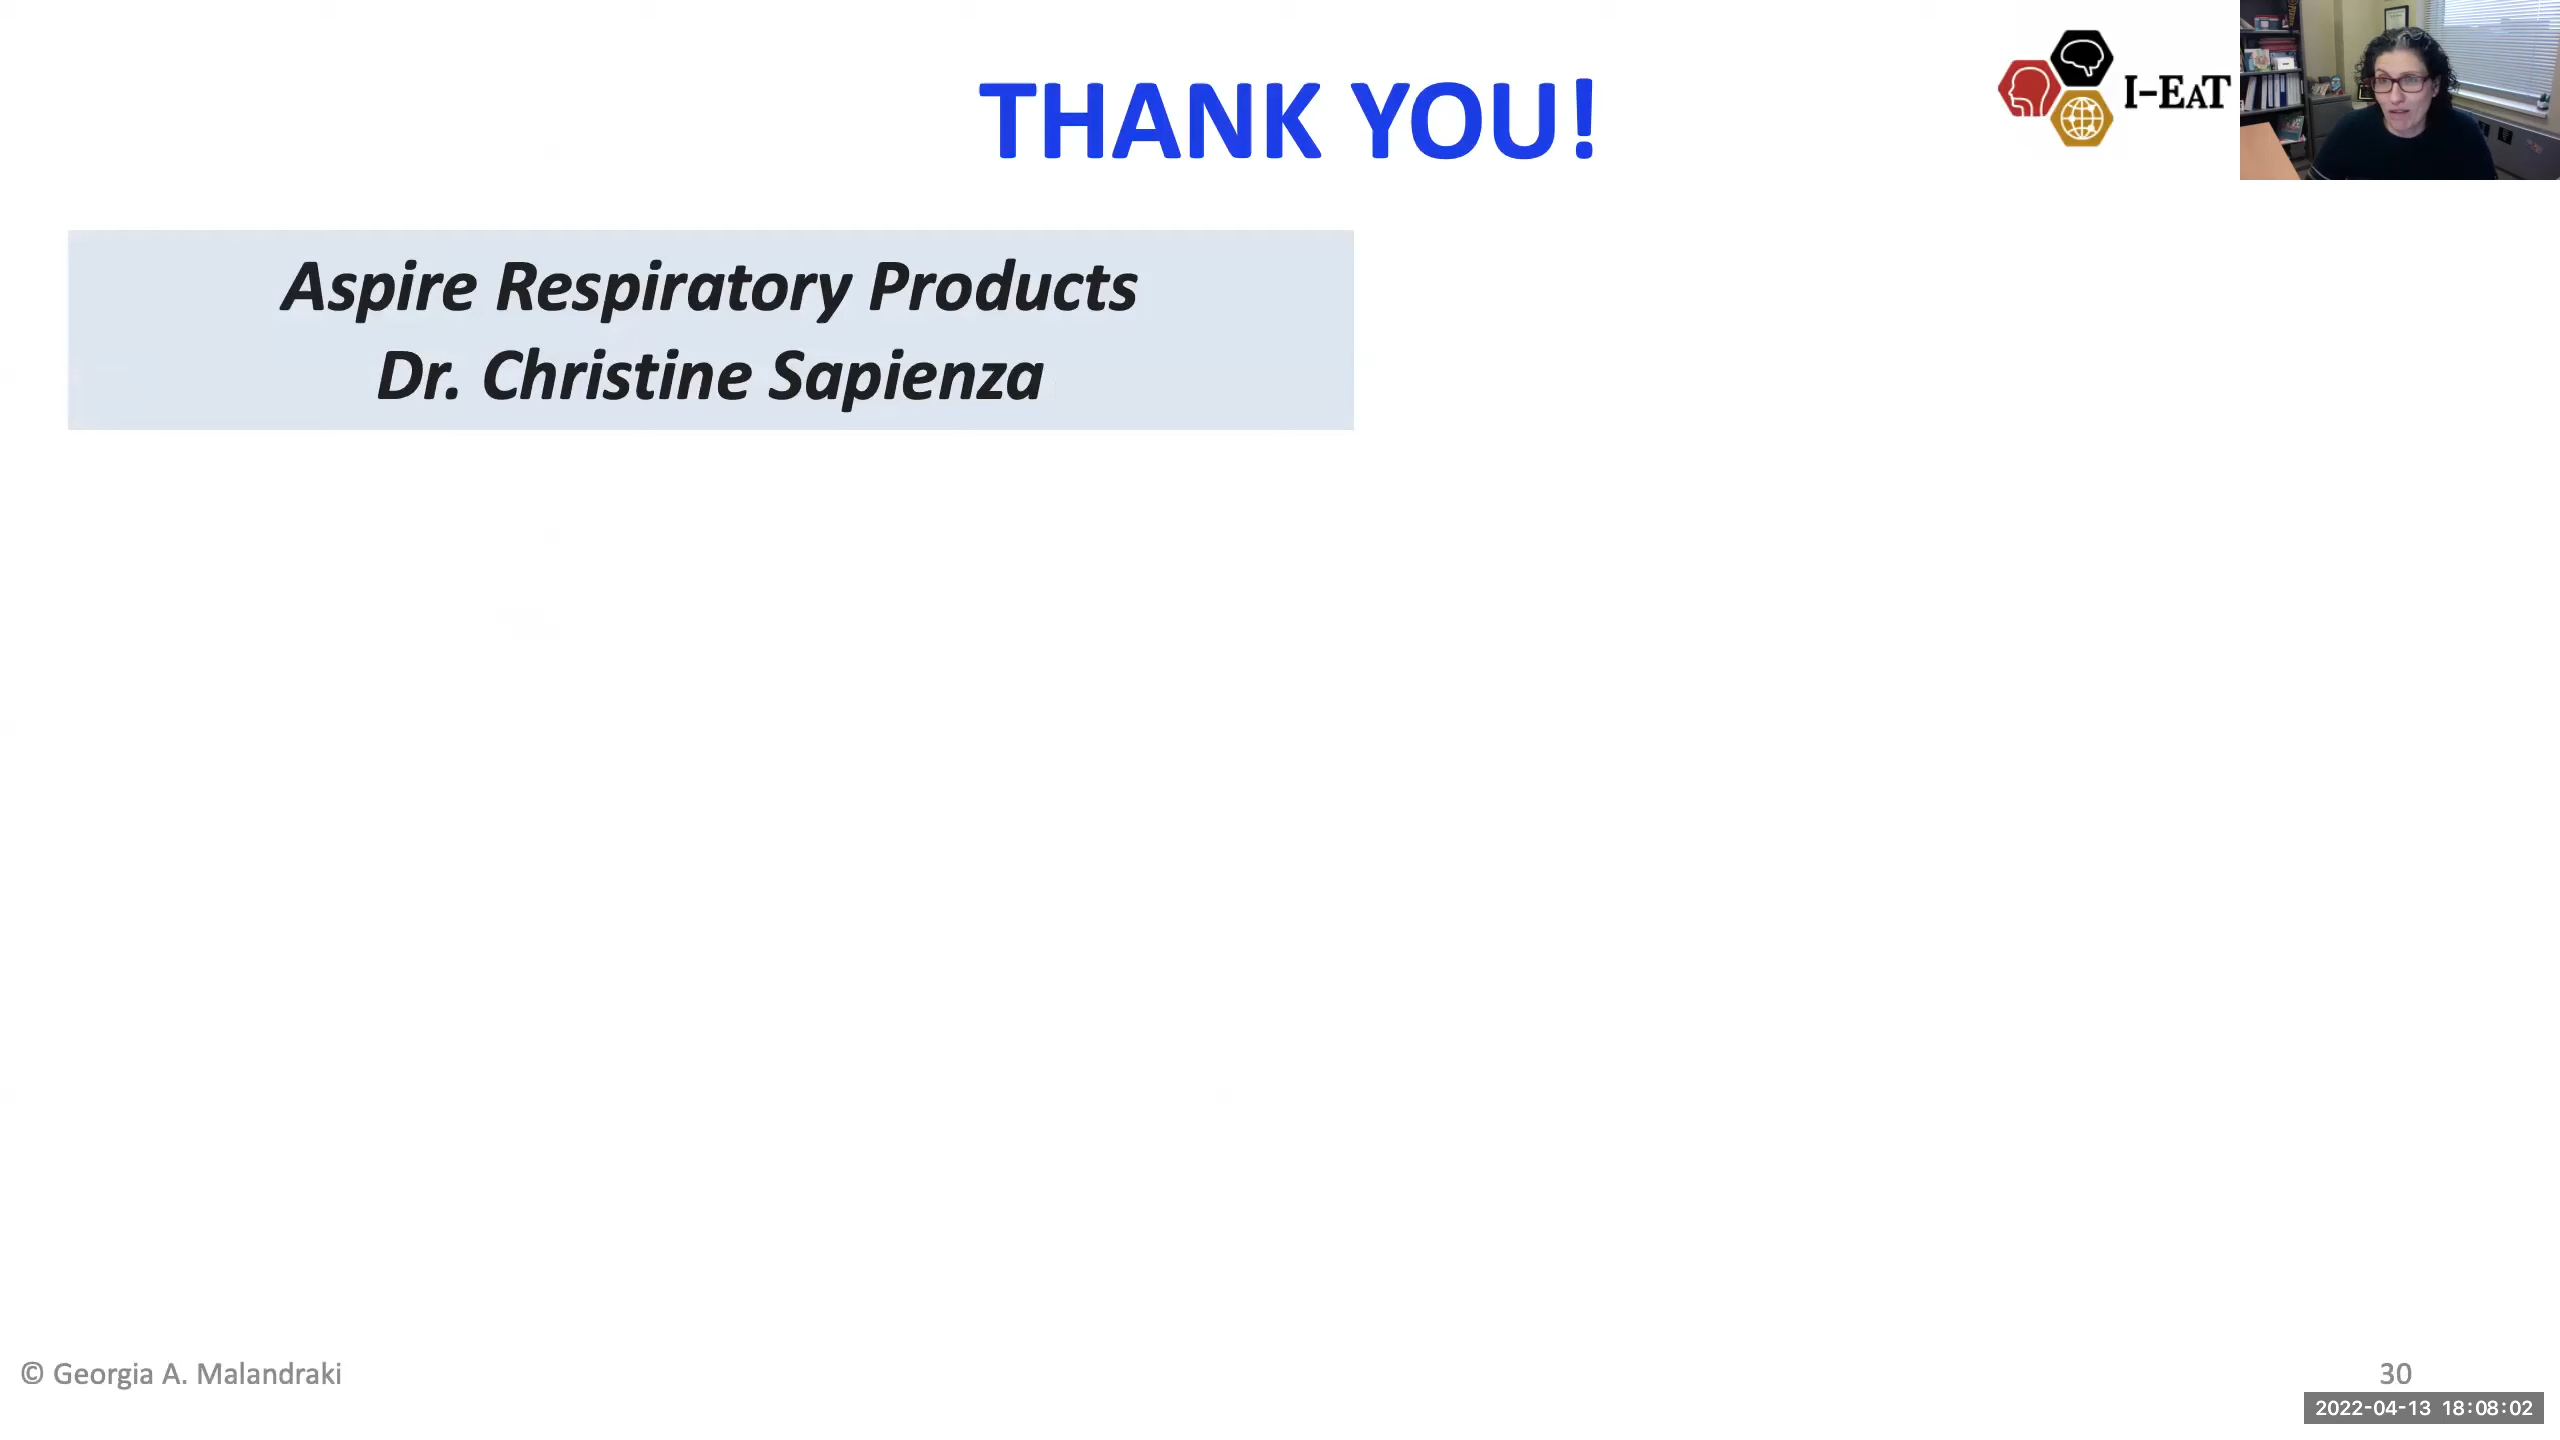 THANK YOU!
I-EAT
Aspire Respiratory Products
Dr. Christine Sapienza
© Georgia A. Malandraki
30
2022-04-13 18:08:02